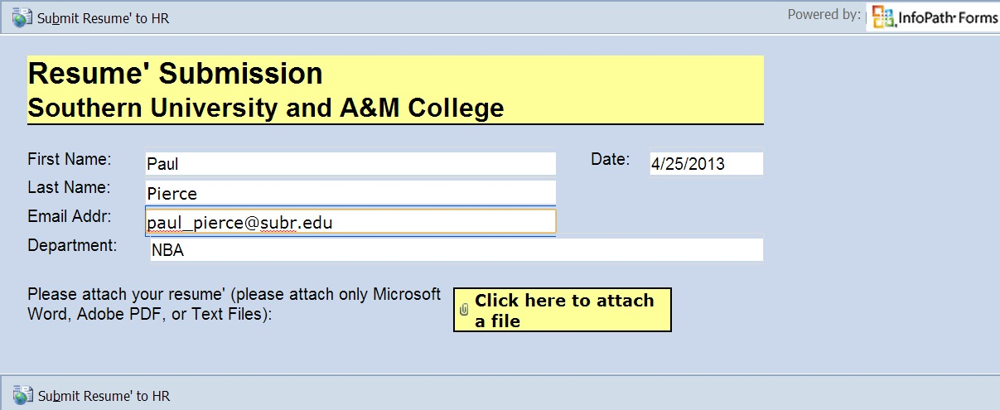 Submit Resume' to HR
Powered by: InfoPath Forms
Resume' Submission
Southern University and A&M College
First Name: Paul Date: 4/25/2013
Last Name: Pierce
Email Addr: paul_pierce@subr.edu
Department: NBA
Please attach your resume' (please attach only Microsoft
Word, Adobe PDF, or Text Files):
Click here to attach
a file
Submit Resume' to HR